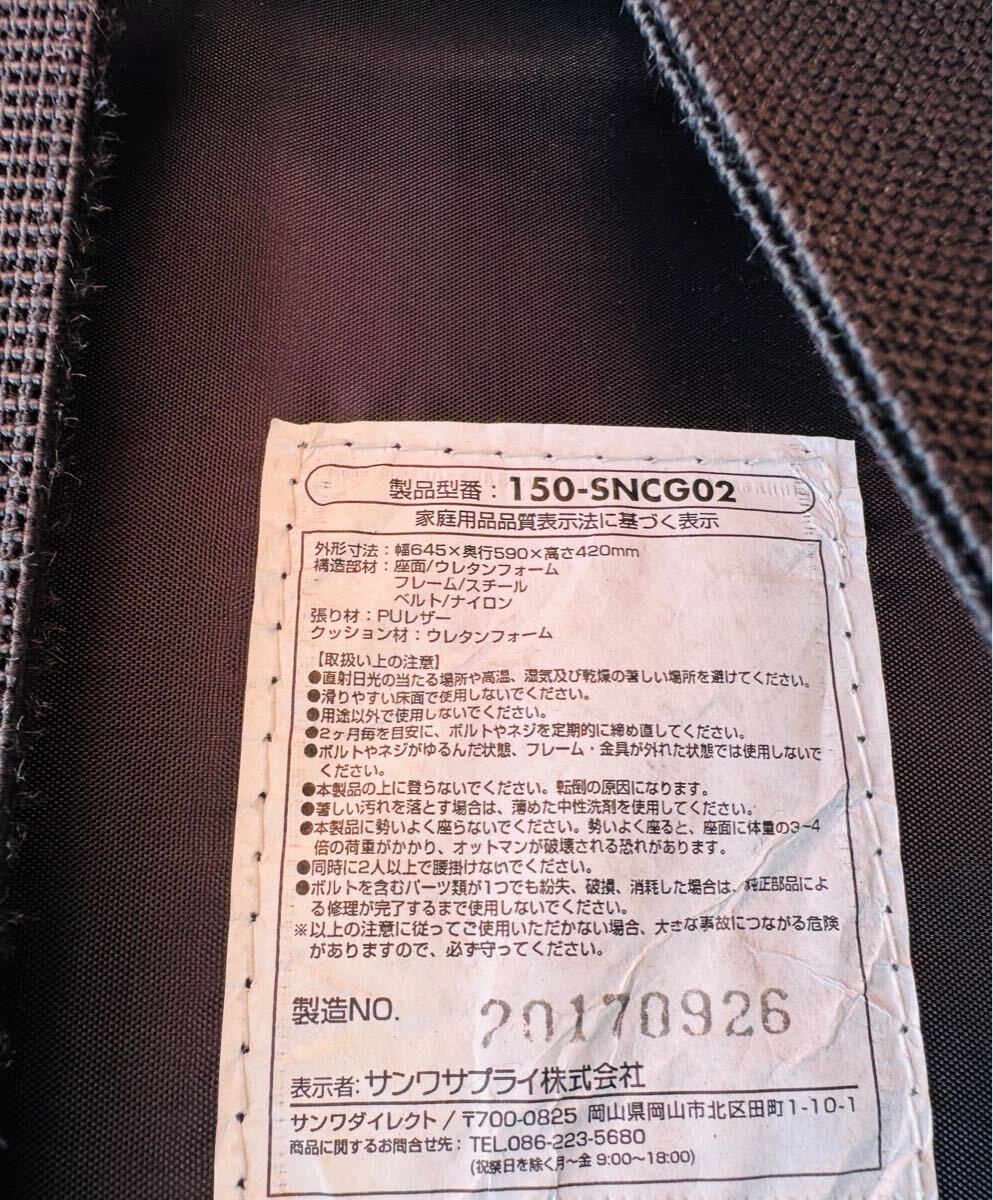 製品型番：150-SNCG02
家庭用品品質表示法に基づく表示
外形寸法：幅645×奥行590×高さ420mm
構造部材：座面/ウレタンフォーム
フレーム/スチール
ベルト/ナイロン
張り材：PUレザー
クッション材：ウレタンフォーム
【取扱い上の注意】
●直射日光の当たる場所や高温、湿気及び乾燥の著しい場所を避けてください。
●滑りやすい床面で使用しないでください。
●用途以外で使用しないでください。
●2ヶ月毎を目安に、ボルトやネジを定期的に締め直してください。
●ボルトやネジがゆるんだ状態、フレーム・金具が外れた状態では使用しないで
ください。
●本製品の上に登らないでください。転倒の原因になります。
●著しい汚れを落とす場合は、薄めた中性洗剤を使用してください。
●本製品に勢いよく座らないでください。勢いよく座ると、座面に体重の3~4
倍の荷重がかかり、オットマンが破壊される恐れがあります。
●同時に2人以上で腰掛けないでください。
●ボルトを含むパーツ類が1つでも紛失、破損、消耗した場合は、純正部品によ
る修理が完了するまで使用しないでください。
※以上の注意に従ってご使用いただかない場合、大きな事故につながる危険
がありますので、必ず守ってください。
製造NO. 20170926
表示者：サンワサプライ株式会社
サンワダイレクト / 〒700-0825 岡山県岡山市北区田町1-10-1
商品に関するお問合せ先：TEL.086-223-5680
(祝祭日を除く月～金 9:00～18:00)